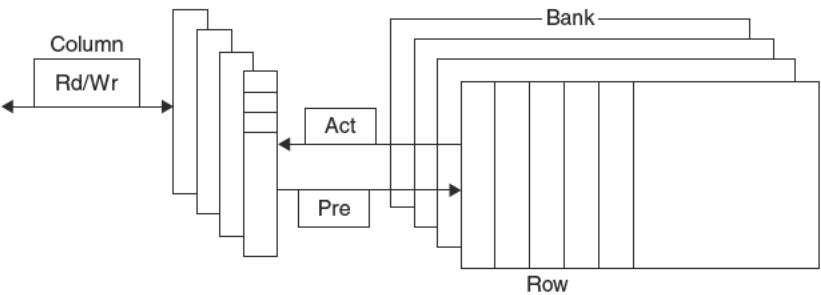 Column
Rd/Wr
Bank
Act
Pre
Row